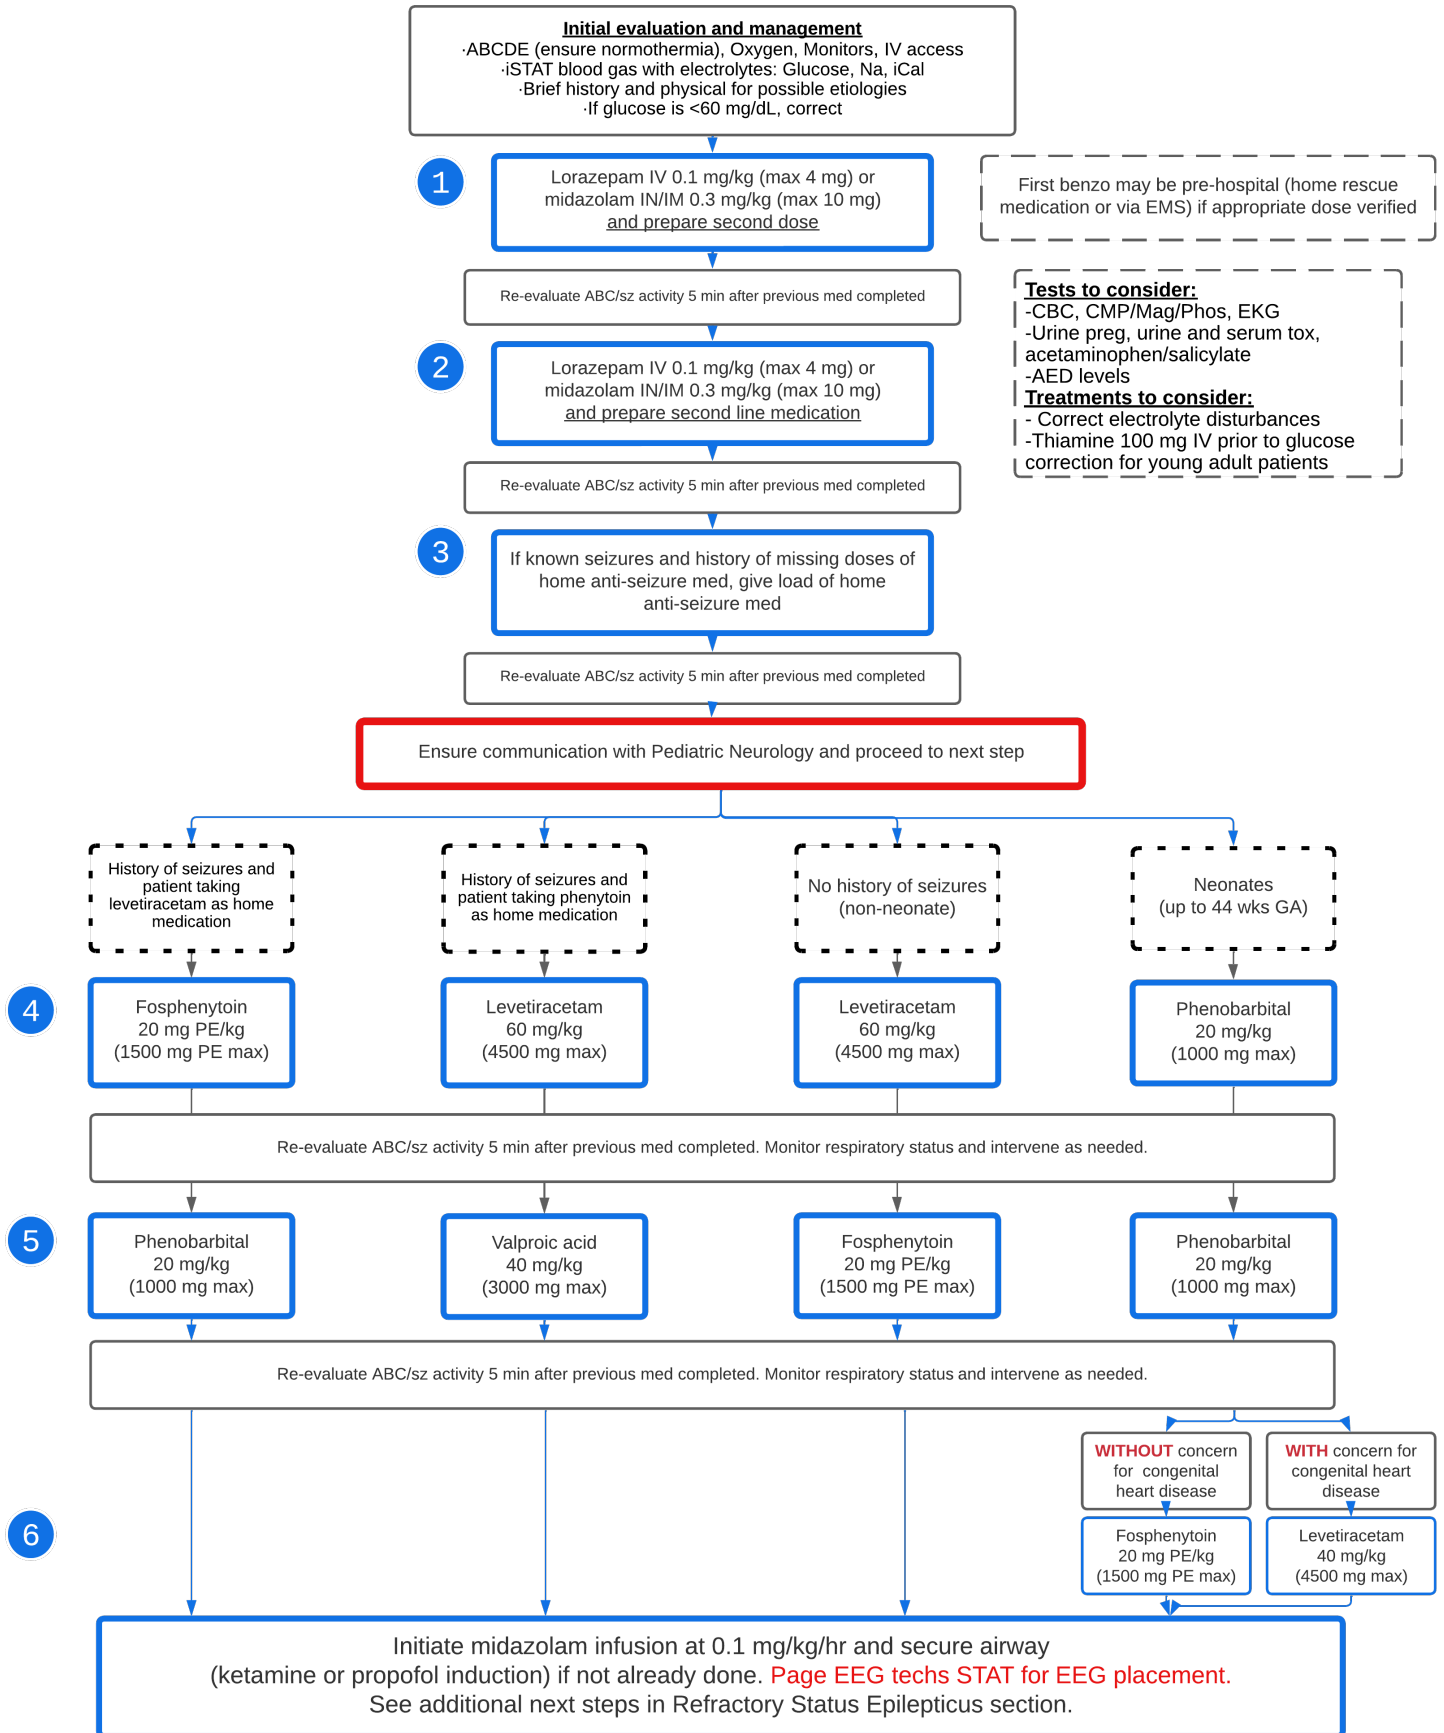 Initial evaluation and management
·ABCDE (ensure normothermia), Oxygen, Monitors, IV access
·iSTAT blood gas with electrolytes: Glucose, Na, iCal
·Brief history and physical for possible etiologies
·If glucose is <60 mg/dL, correct
1
Lorazepam IV 0.1 mg/kg (max 4 mg) or
midazolam IN/IM 0.3 mg/kg (max 10 mg)
and prepare second dose
First benzo may be pre-hospital (home rescue
medication or via EMS) if appropriate dose verified
Re-evaluate ABC/sz activity 5 min after previous med completed
Tests to consider:
-CBC, CMP/Mag/Phos, EKG
-Urine preg, urine and serum tox,
acetaminophen/salicylate
-AED levels
Treatments to consider:
- Correct electrolyte disturbances
-Thiamine 100 mg IV prior to glucose
correction for young adult patients
2
Lorazepam IV 0.1 mg/kg (max 4 mg) or
midazolam IN/IM 0.3 mg/kg (max 10 mg)
and prepare second line medication
Re-evaluate ABC/sz activity 5 min after previous med completed
3
If known seizures and history of missing doses of
home anti-seizure med, give load of home
anti-seizure med
Re-evaluate ABC/sz activity 5 min after previous med completed
Ensure communication with Pediatric Neurology and proceed to next step
History of seizures and
patient taking
levetiracetam as home
medication
History of seizures and
patient taking phenytoin
as home medication
No history of seizures
(non-neonate)
Neonates
(up to 44 wks GA)
4
Fosphenytoin
20 mg PE/kg
(1500 mg PE max)
Levetiracetam
60 mg/kg
(4500 mg max)
Levetiracetam
60 mg/kg
(4500 mg max)
Phenobarbital
20 mg/kg
(1000 mg max)
Re-evaluate ABC/sz activity 5 min after previous med completed. Monitor respiratory status and intervene as needed.
5
Phenobarbital
20 mg/kg
(1000 mg max)
Valproic acid
40 mg/kg
(3000 mg max)
Fosphenytoin
20 mg PE/kg
(1500 mg PE max)
Phenobarbital
20 mg/kg
(1000 mg max)
Re-evaluate ABC/sz activity 5 min after previous med completed. Monitor respiratory status and intervene as needed.
WITHOUT concern
for congenital
heart disease
WITH concern for
congenital heart
disease
6
Fosphenytoin
20 mg PE/kg
(1500 mg PE max)
Levetiracetam
40 mg/kg
(4500 mg max)
Initiate midazolam infusion at 0.1 mg/kg/hr and secure airway
(ketamine or propofol induction) if not already done. Page EEG techs STAT for EEG placement.
See additional next steps in Refractory Status Epilepticus section.